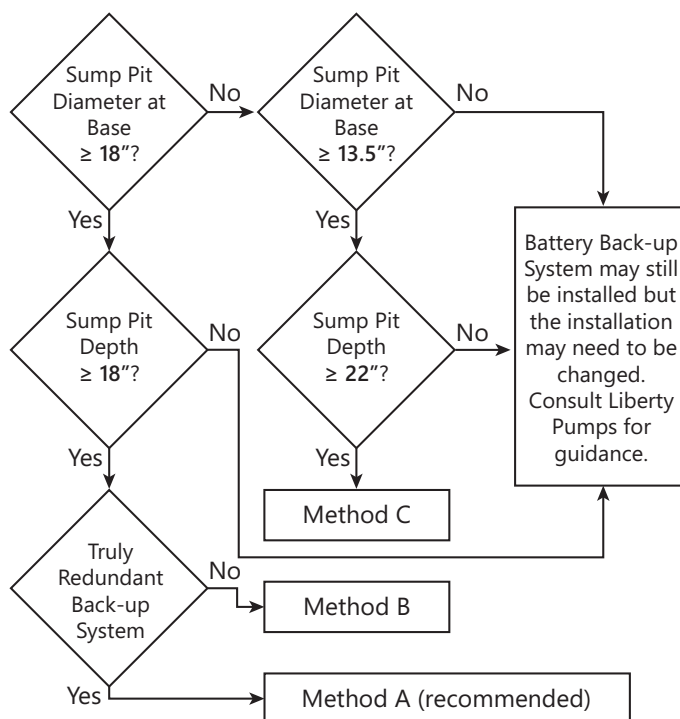 Sump Pit
Diameter at
Base
≥ 18”?
No
Sump Pit
Diameter at
Base
≥ 13.5”?
No
Yes
Yes
Battery Back-up
System may still
be installed but
the installation
may need to be
changed.
Consult Liberty
Pumps for
guidance.
Sump Pit
Depth
≥ 18”?
No
Sump Pit
Depth
≥ 22”?
No
Yes
Yes
Method C
Truly
Redundant
Back-up
System
No
Method B
Yes
Method A (recommended)